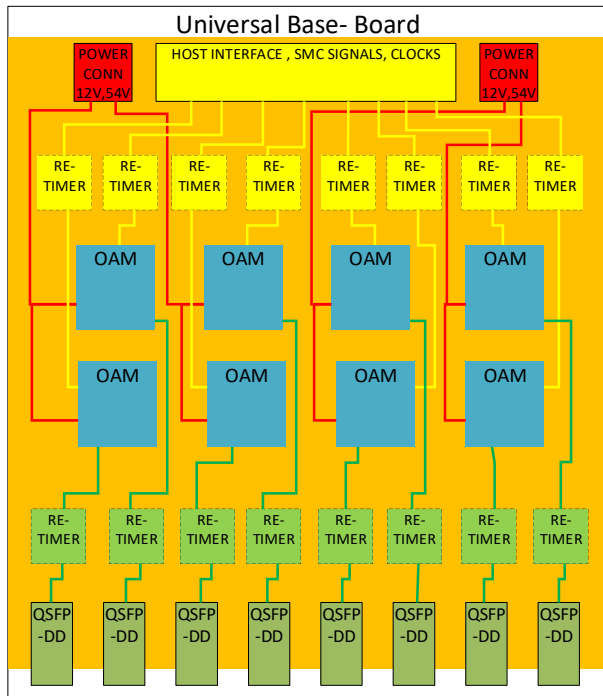 Universal Base- Board
POWER
CONN
12V,54V
HOST INTERFACE , SMC SIGNALS, CLOCKS
POWER
CONN
12V,54V
RE-
TIMER
RE-
TIMER
RE-
TIMER
RE-
TIMER
RE-
TIMER
RE-
TIMER
RE-
TIMER
RE-
TIMER
OAM
OAM
OAM
OAM
OAM
OAM
OAM
OAM
RE-
TIMER
RE-
TIMER
RE-
TIMER
RE-
TIMER
RE-
TIMER
RE-
TIMER
RE-
TIMER
RE-
TIMER
QSFP
-DD
QSFP
-DD
QSFP
-DD
QSFP
-DD
QSFP
-DD
QSFP
-DD
QSFP
-DD
QSFP
-DD